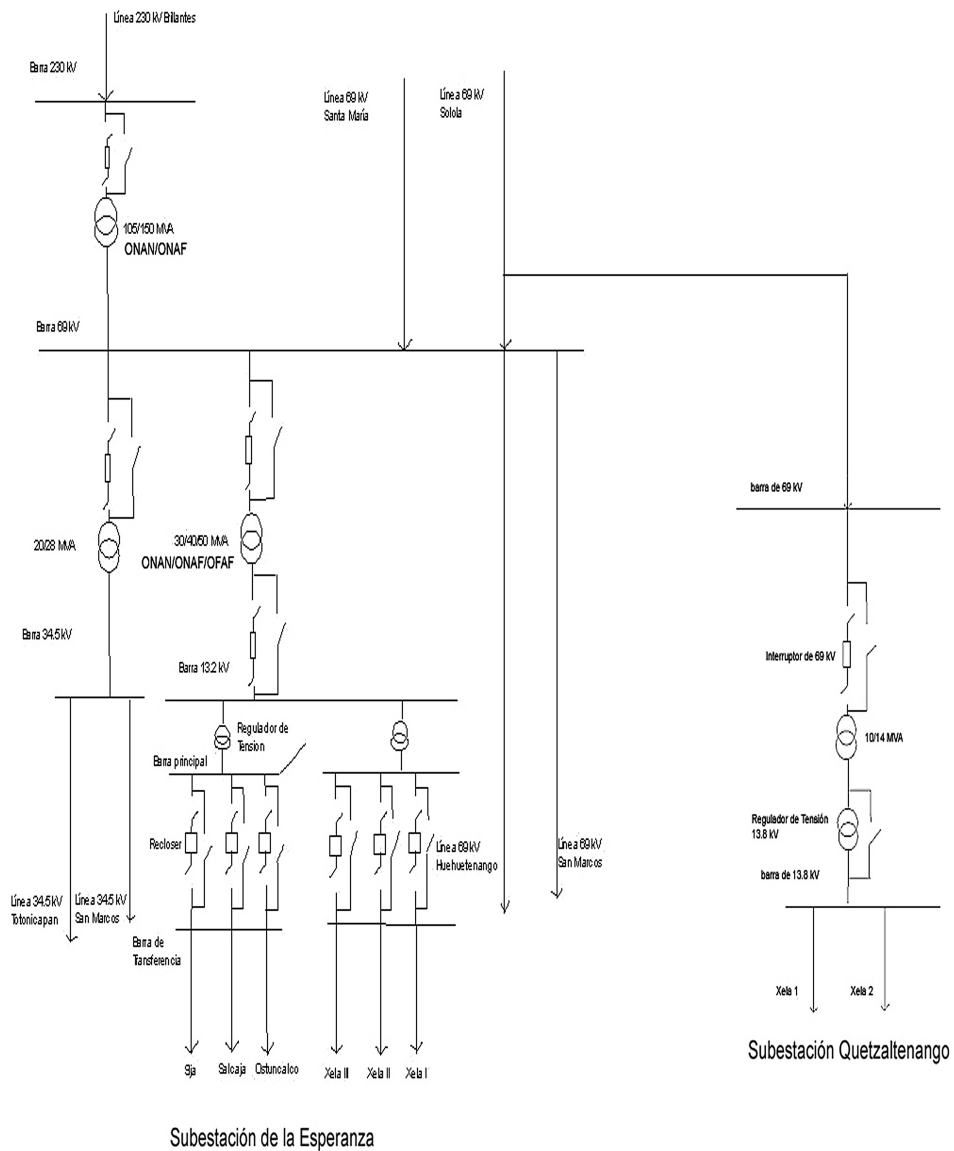 Línea 230 kV Brillantes
Barra 230 kV
Línea 69 kV
Santa María
Línea 69 kV
Solola
105/150 MVA
ONAN/ONAF
Barra 69 kV
barra de 69 kV
20/28 MVA
30/40/50 MVA
ONAN/ONAF/OFAF
Barra 34.5 kV
Barra 13.2 kV
Interruptor de 69 kV
Regulador de
Tension
10/14 MVA
Barra principal
Regulador de Tensión
13.8 kV
Recloser
Línea 69 kV
Huehuetenango
Línea 69 kV
San Marcos
barra de 13.8 kV
Línea 34.5 kV
Totonicapan
Línea 34.5 kV
San Marcos
Barra de
Transferencia
Xela 1
Xela 2
Sija
Salcaja
Ostuncalco
Xela III
Xela II
Xela I
Subestación Quetzaltenango
Subestación de la Esperanza